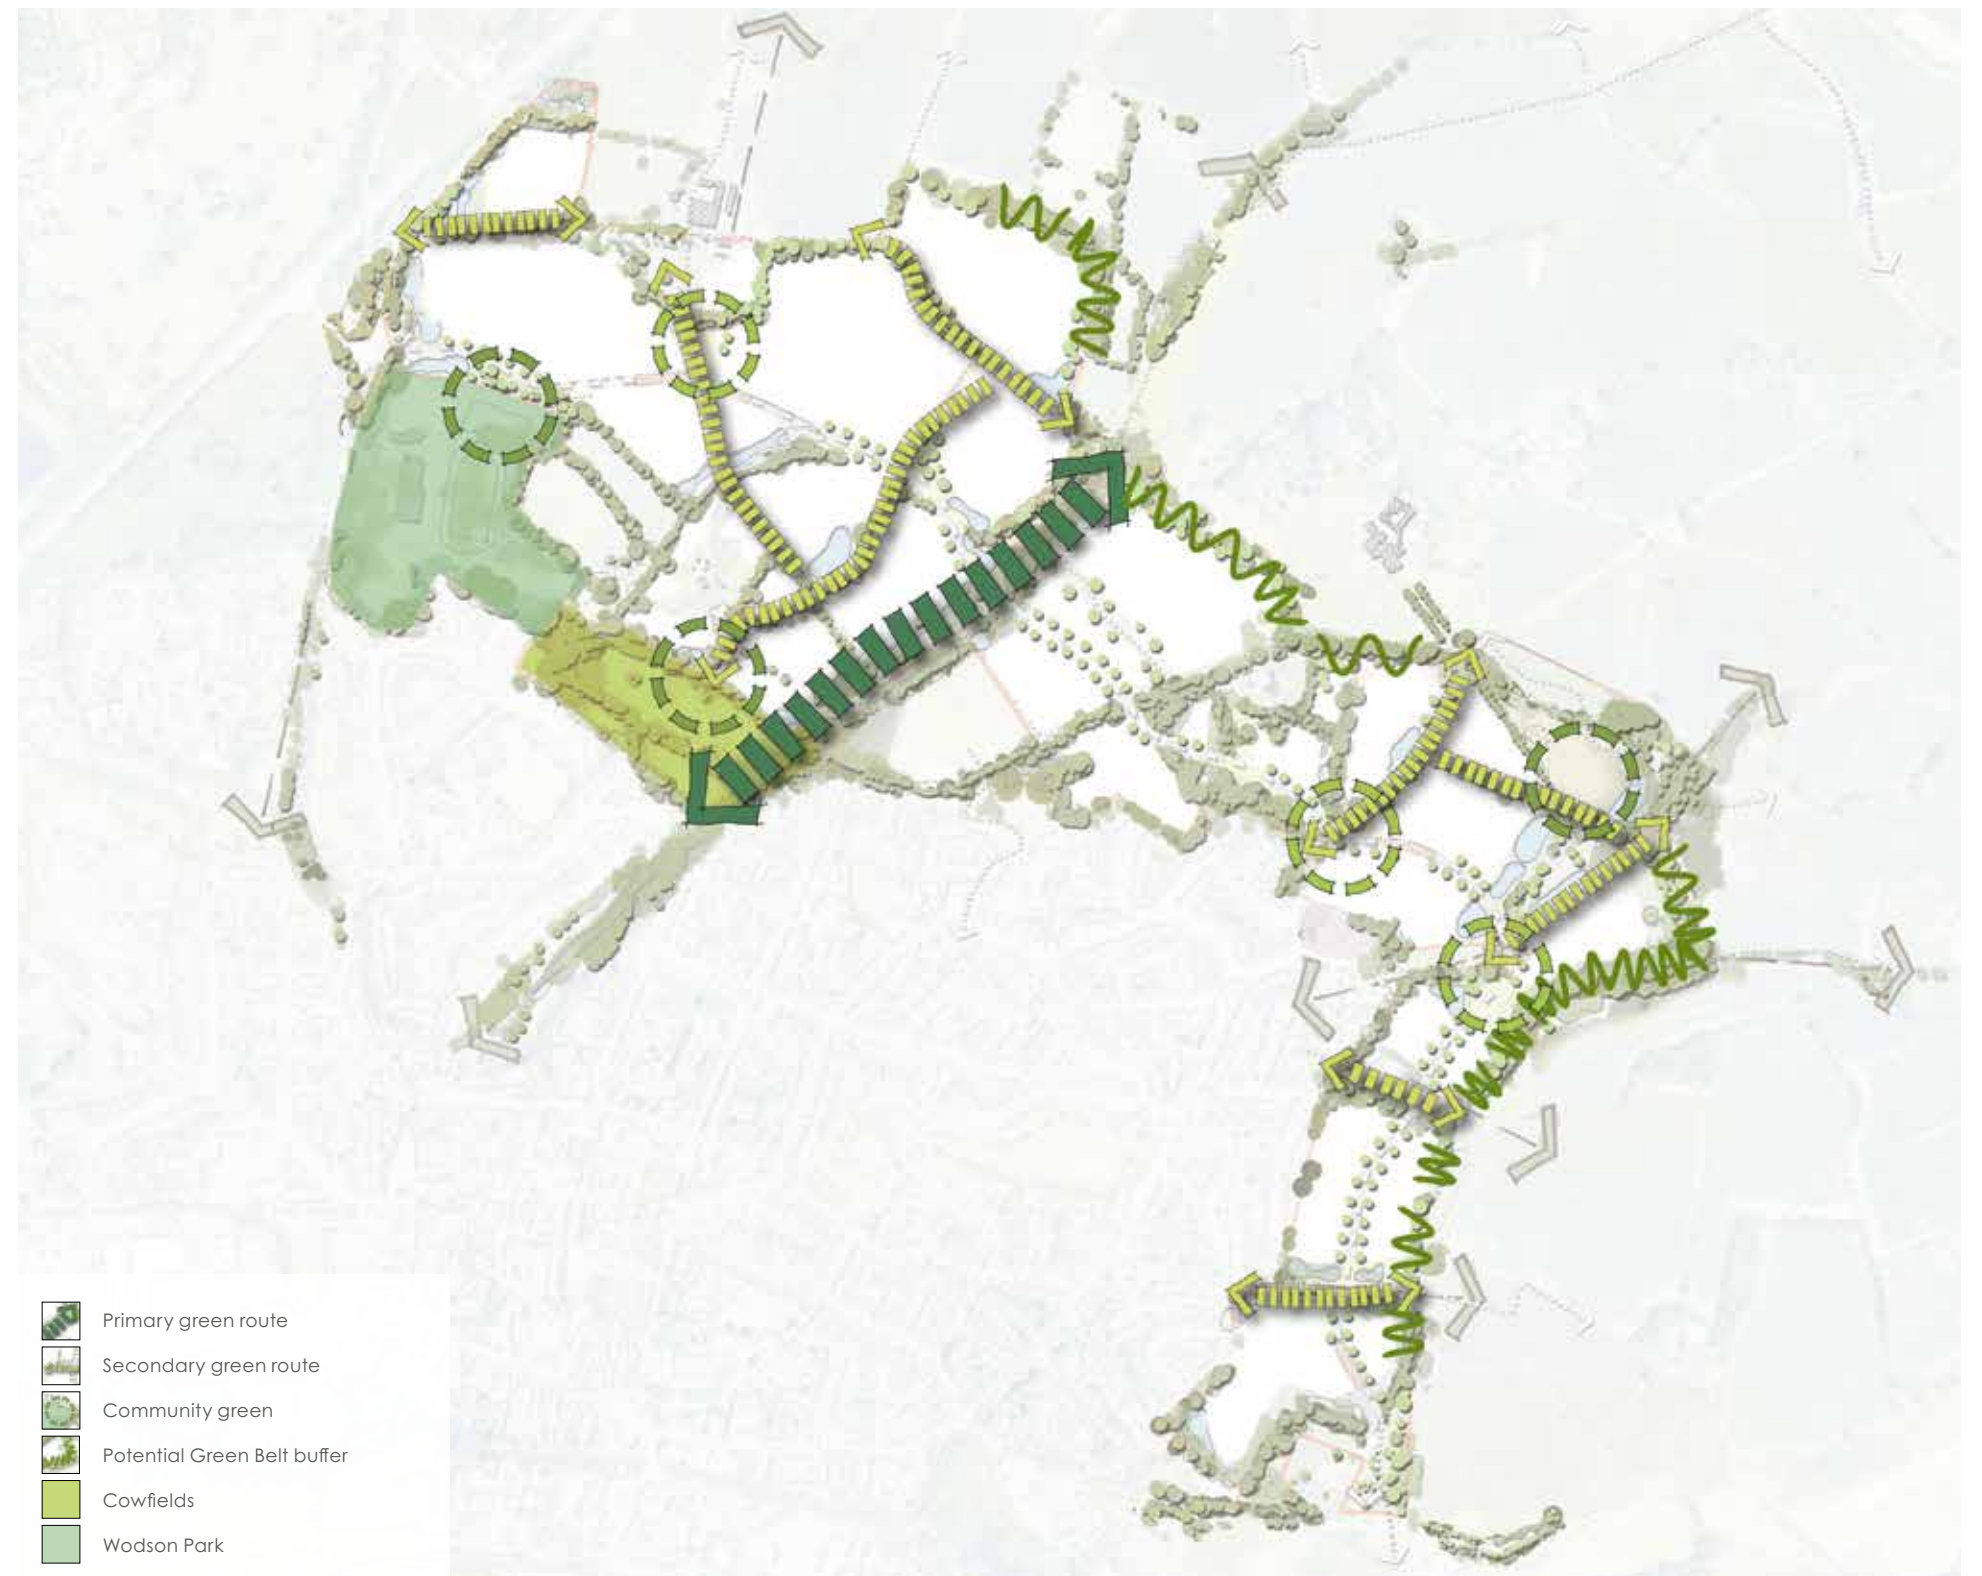 Primary green route
Secondary green route
Community green
Potential Green Belt buffer
Cowfields
Wodson Park